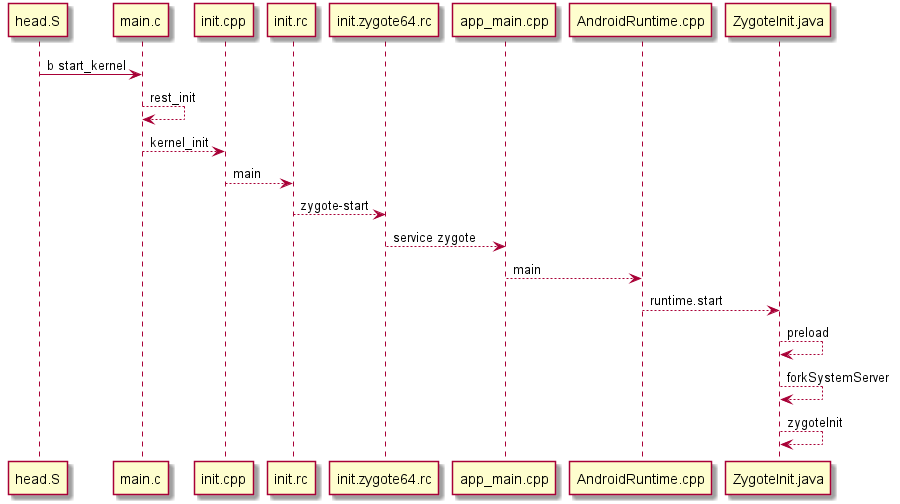 head.S main.c init.cpp init.rc init.zygote64.rc app_main.cpp AndroidRuntime.cpp ZygoteInit.java
b start_kernel
rest_init
kernel_init
main
zygote-start
service zygote
main
runtime.start
preload
forkSystemServer
zygoteInit
head.S main.c init.cpp init.rc init.zygote64.rc app_main.cpp AndroidRuntime.cpp ZygoteInit.java